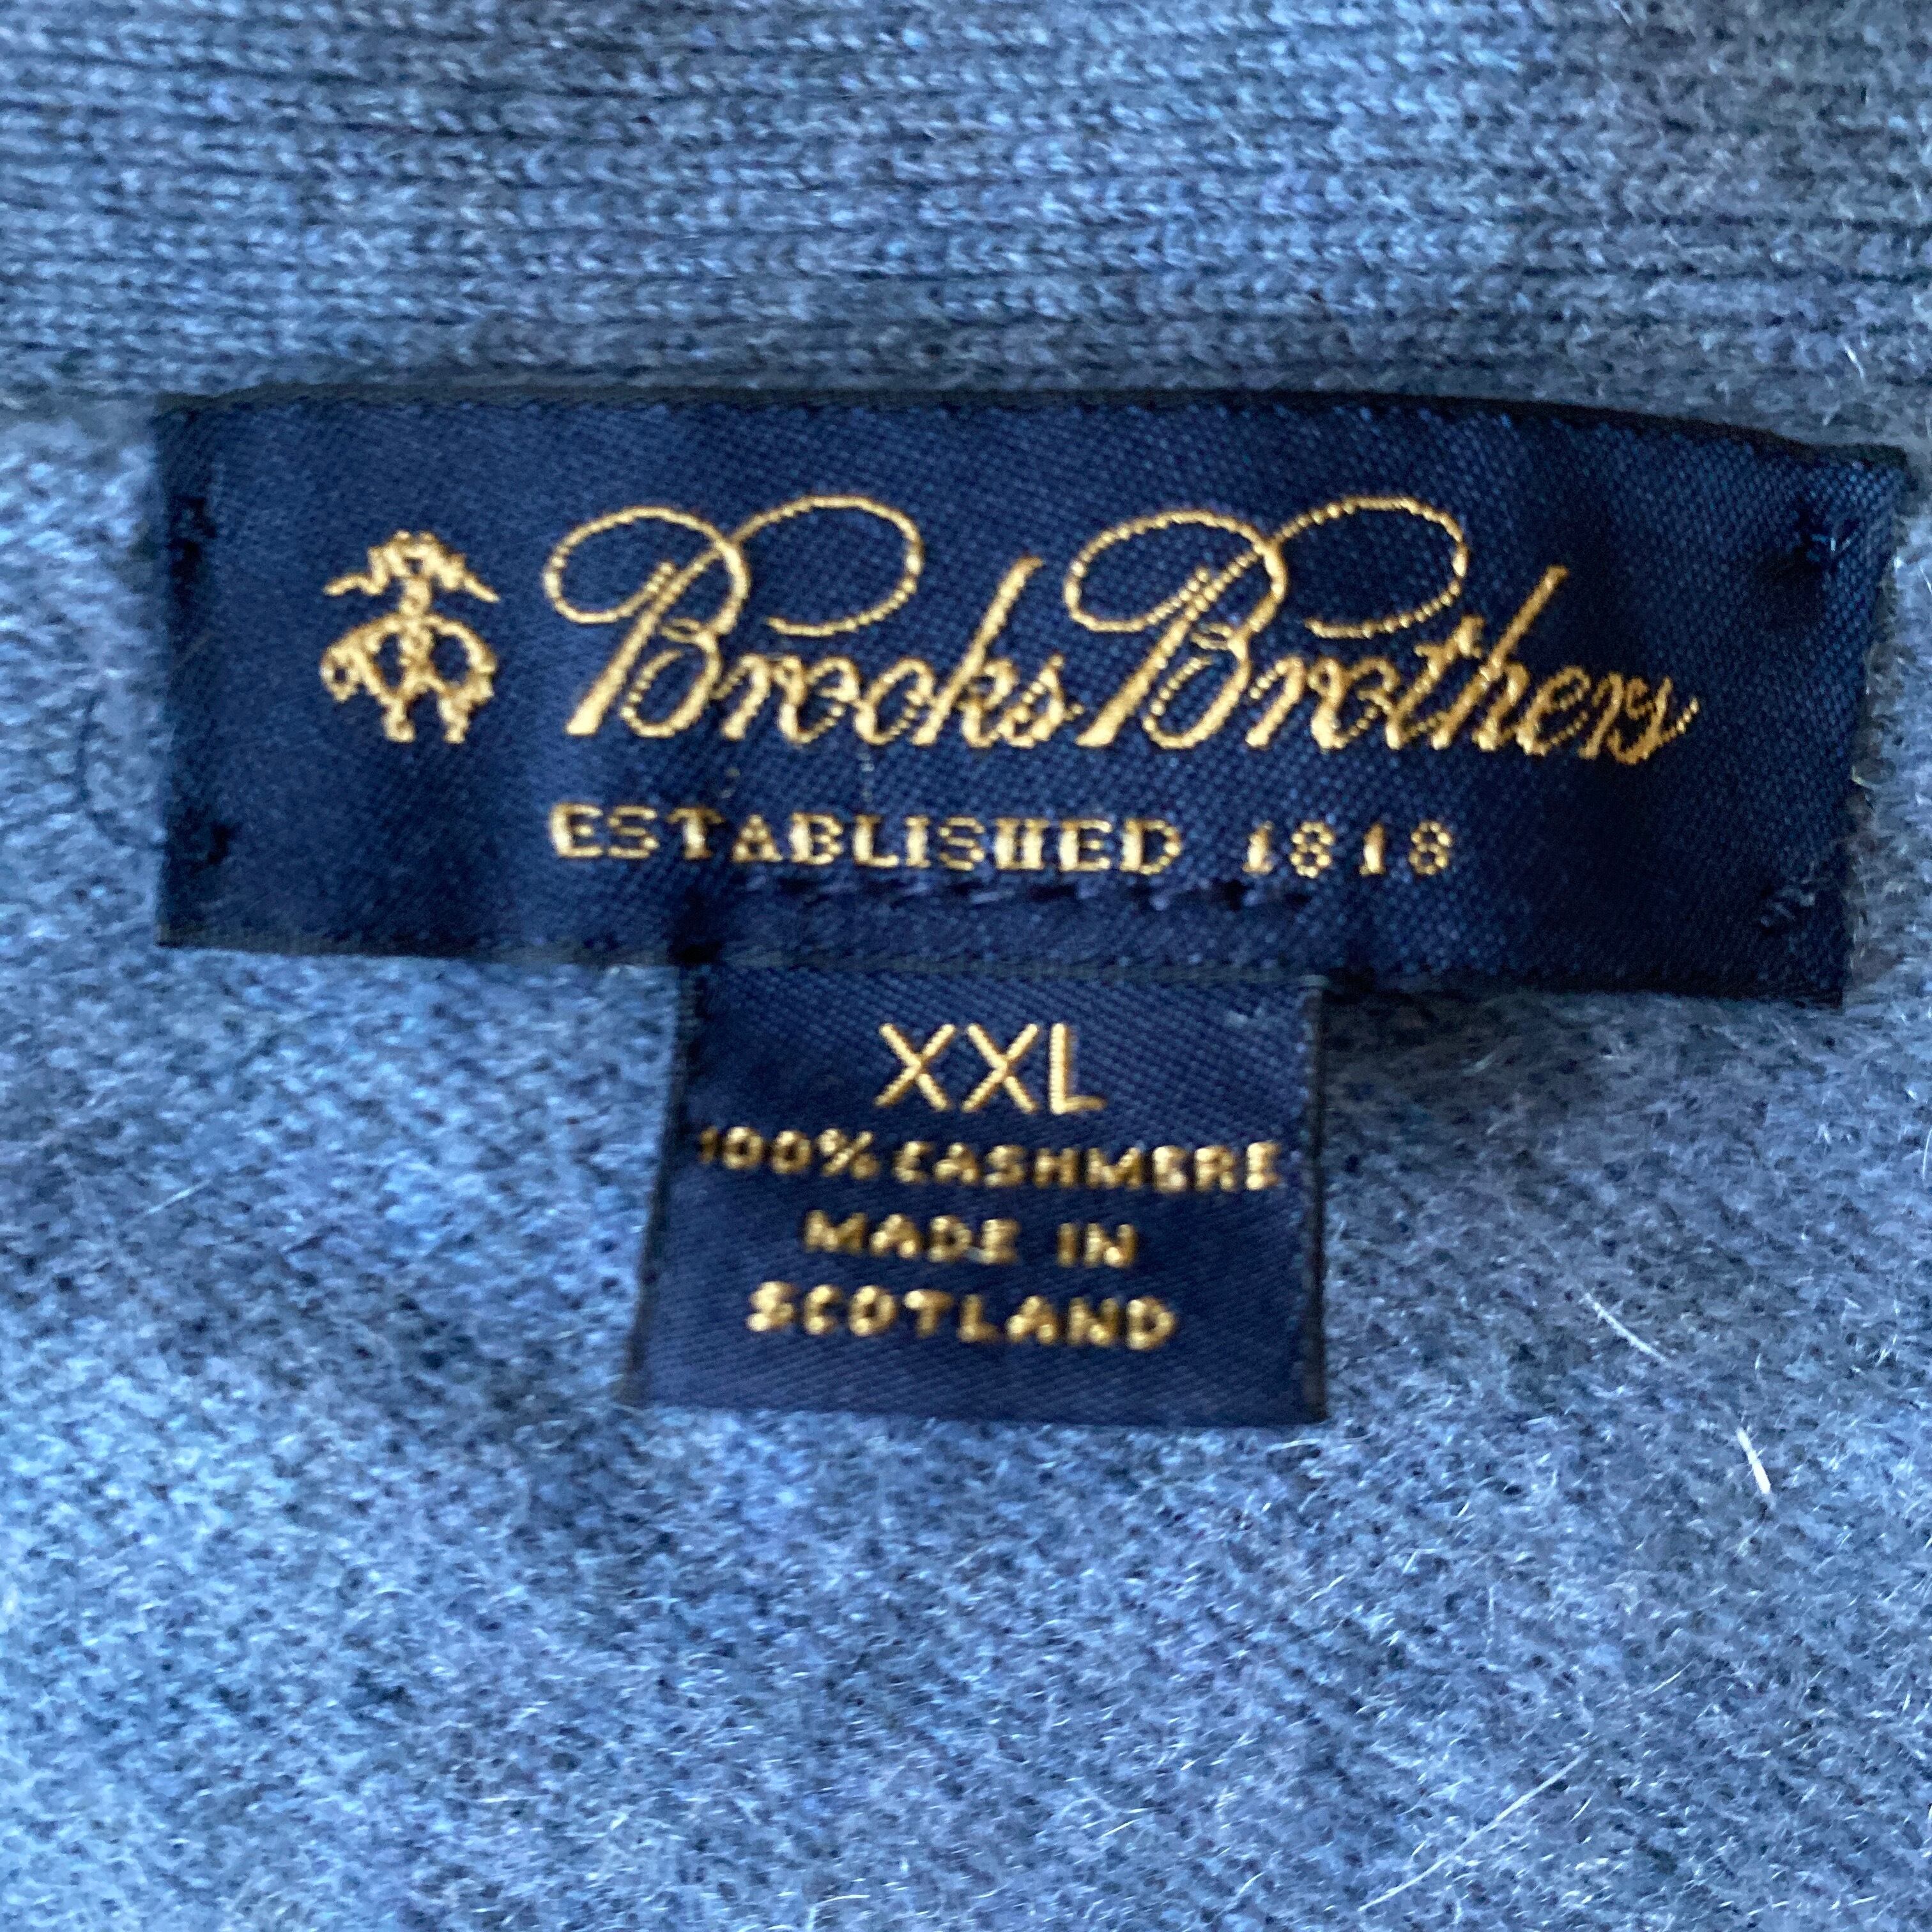 Brooks Brothers
ESTABLISHED 1818
XXL
100% CASHMERE
MADE IN
SCOTLAND